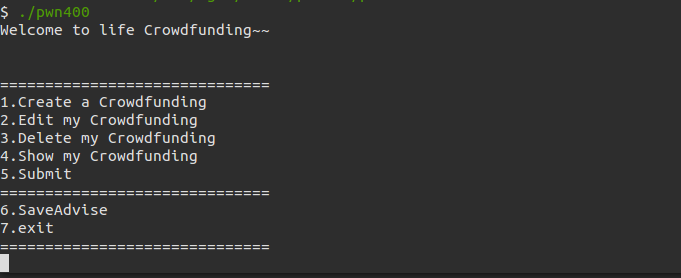 $ ./pwn400
Welcome to life Crowdfunding~~
==============================
1.Create a Crowdfunding
2.Edit my Crowdfunding
3.Delete my Crowdfunding
4.Show my Crowdfunding
5.Submit
==============================
6.SaveAdvise
7.exit
==============================